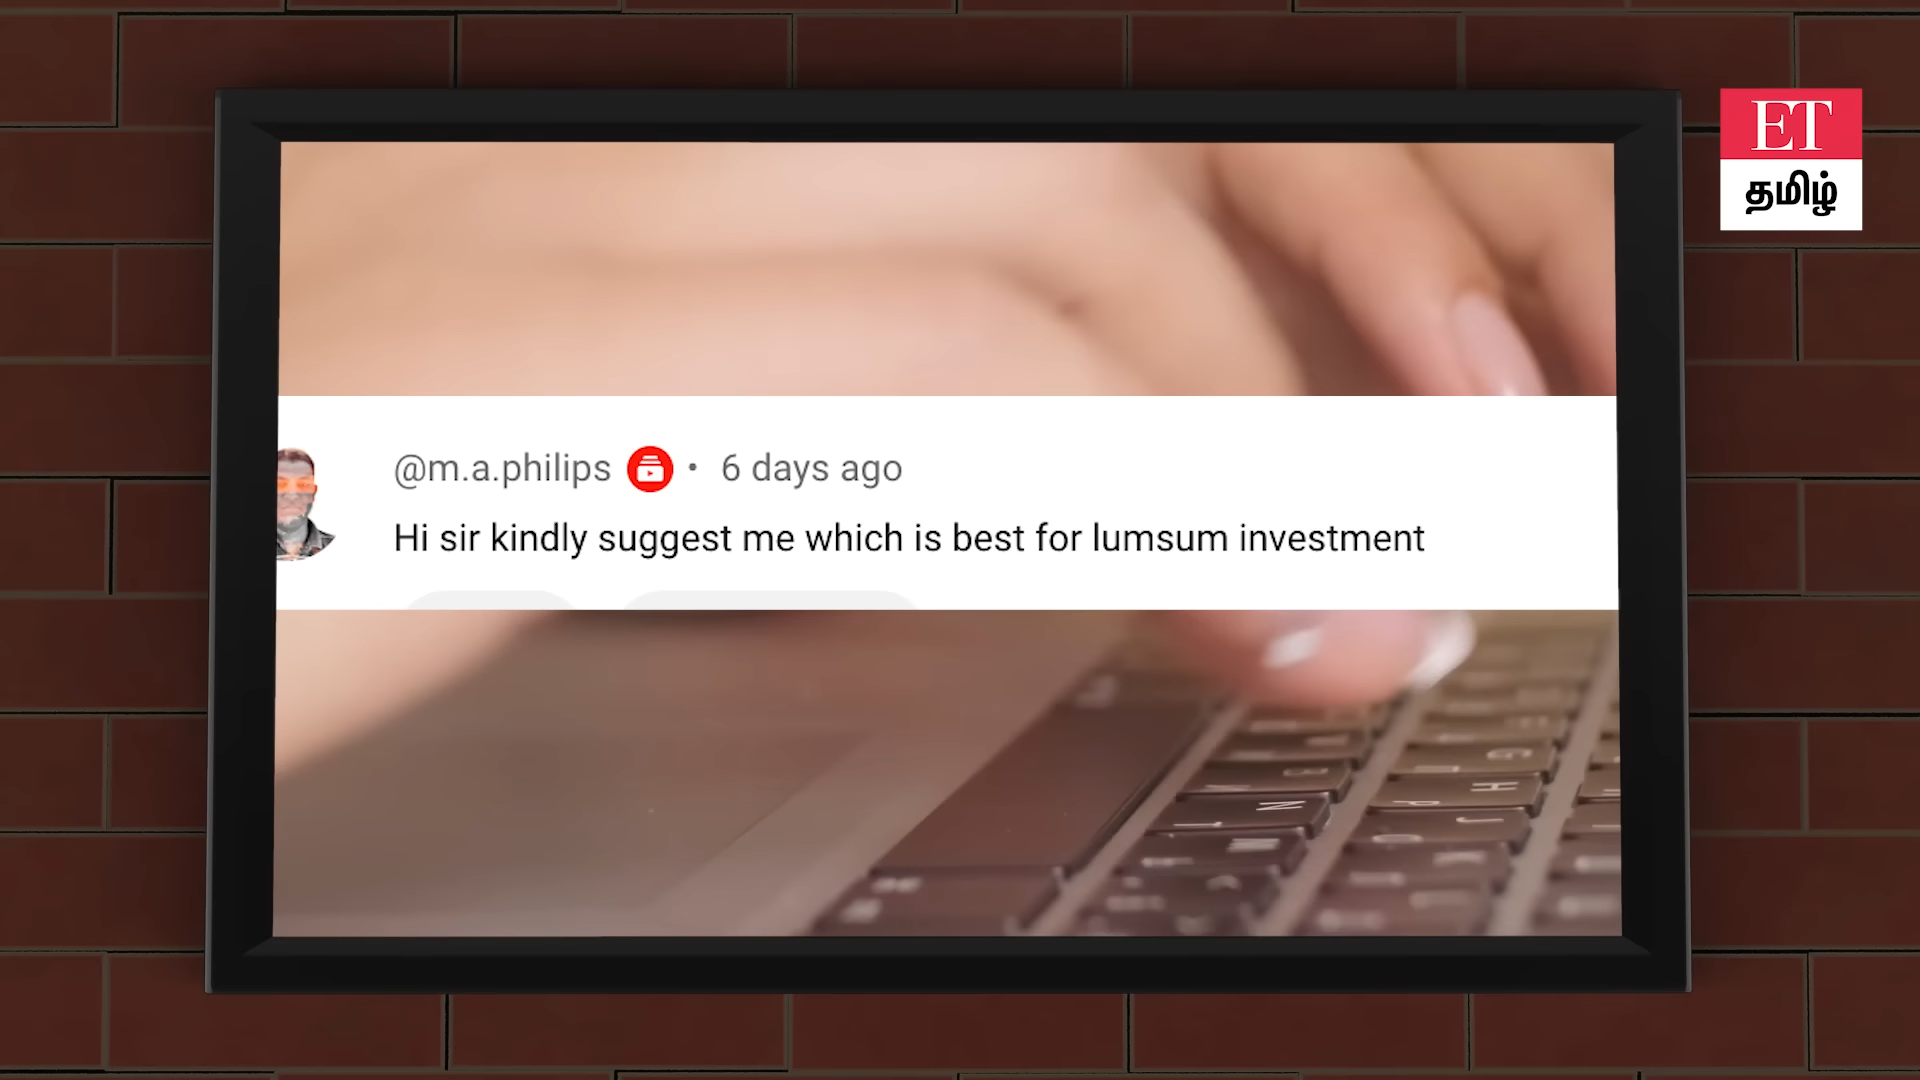 ET
தமிழ்
@m.a.philips • 6 days ago
Hi sir kindly suggest me which is best for lumsum investment